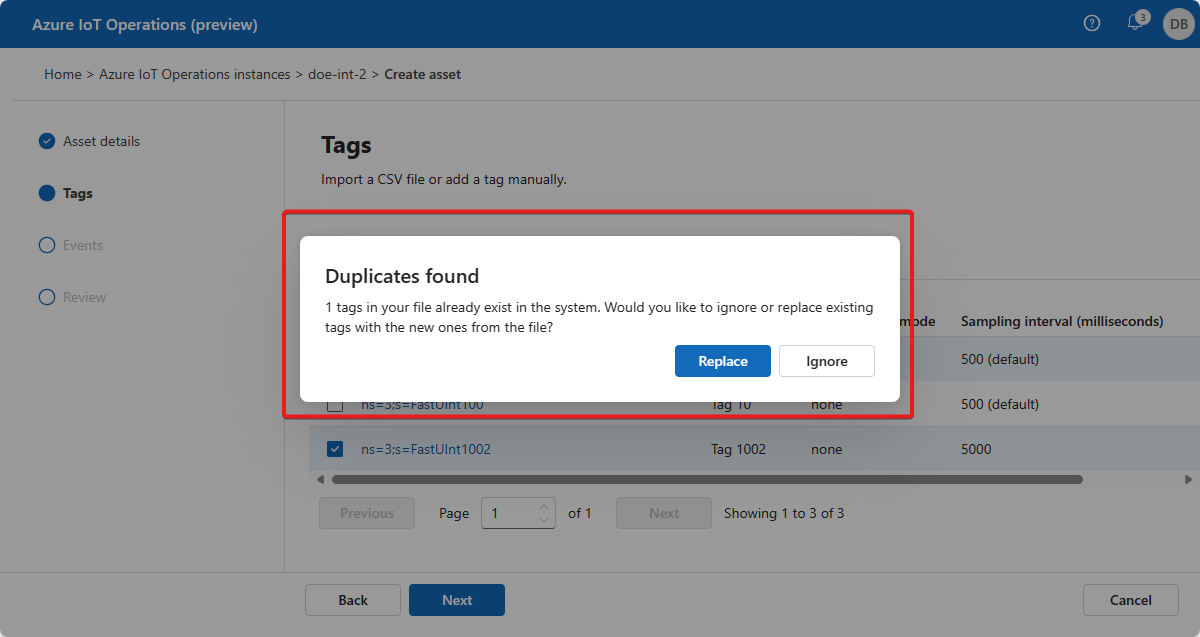 Azure IoT Operations (preview)
3
DB
Home > Azure IoT Operations instances > doe-int-2 > Create asset
Asset details
Tags
Events
Review
Tags
Import a CSV file or add a tag manually.
Duplicates found
1 tags in your file already exist in the system. Would you like to ignore or replace existing
tags with the new ones from the file?
Replace Ignore
mode Sampling interval (milliseconds)
500 (default)
ns=3;s=FastUInt100 Tag 10 none 500 (default)
ns=3;s=FastUInt1002 Tag 1002 none 5000
Previous Page 1 of 1 Next Showing 1 to 3 of 3
Back Next Cancel